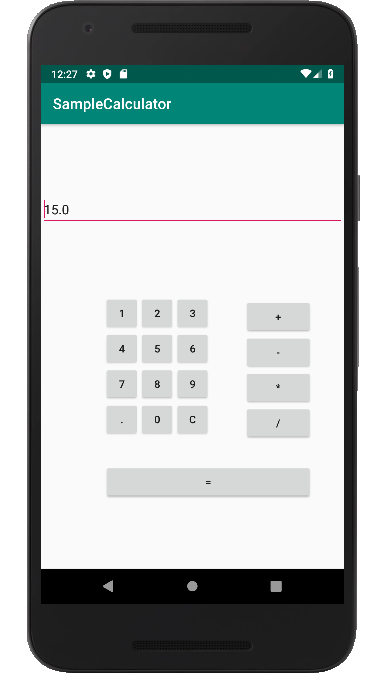 12:27
SampleCalculator
15.0
1 2 3 +
4 5 6 -
7 8 9 *
. 0 C /
=